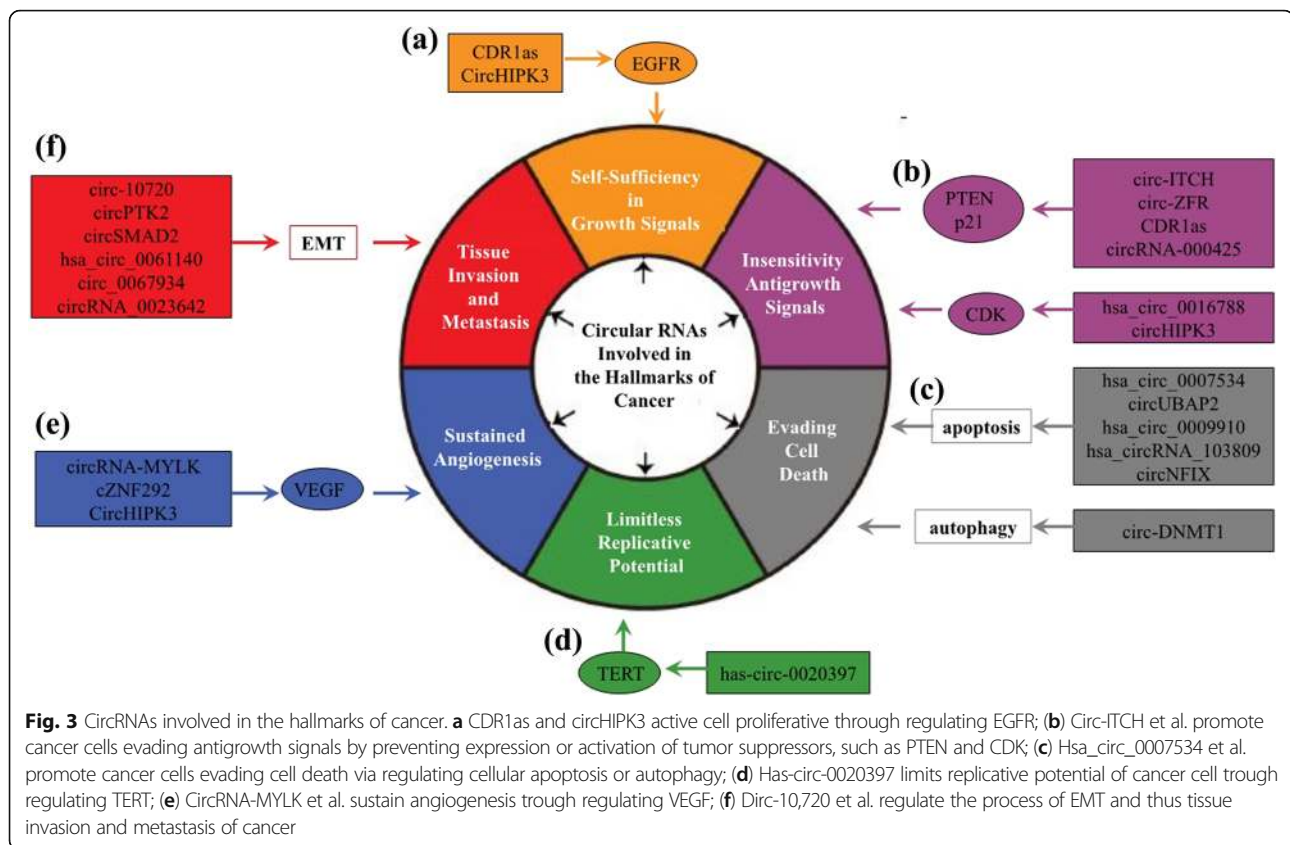 (a)
CDR1as
CircHIPK3
EGFR
(f)
circ-10720
circPTK2
circSMAD2
hsa_circ_0061140
circ_0067934
circRNA_0023642
EMT
Tissue
Invasion
and
Metastasis
Self-Sufficiency
in
Growth Signals
Insensitivity
Antigrowth
Signals
(b)
PTEN
p21
circ-ITCH
circ-ZFR
CDR1as
circRNA-000425
CDK
hsa_circ_0016788
circHIPK3
Circular RNAs
Involved in
the Hallmarks of
Cancer
(c)
apoptosis
hsa_circ_0007534
circUBAP2
hsa_circ_0009910
hsa_circRNA_103809
circNFIX
autophagy
circ-DNMT1
Evading
Cell
Death
(e)
circRNA-MYLK
cZNF292
CircHIPK3
VEGF
Sustained
Angiogenesis
Limitless
Replicative
Potential
(d)
TERT
has-circ-0020397
Fig. 3 CircRNAs involved in the hallmarks of cancer. a CDR1as and circHIPK3 active cell proliferative through regulating EGFR; (b) Circ-ITCH et al. promote
cancer cells evading antigrowth signals by preventing expression or activation of tumor suppressors, such as PTEN and CDK; (c) Hsa_circ_0007534 et al.
promote cancer cells evading cell death via regulating cellular apoptosis or autophagy; (d) Has-circ-0020397 limits replicative potential of cancer cell trough
regulating TERT; (e) CircRNA-MYLK et al. sustain angiogenesis trough regulating VEGF; (f) Dirc-10,720 et al. regulate the process of EMT and thus tissue
invasion and metastasis of cancer